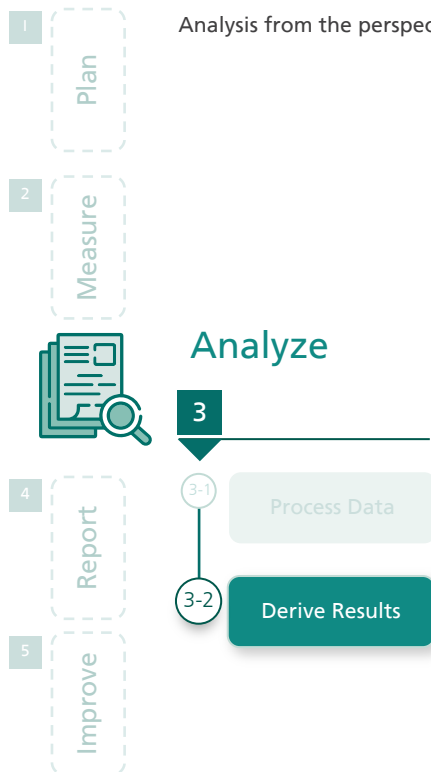 1
Plan
Analysis from the perspec
2
Measure
Analyze
3
3-1
Process Data
3-2
Derive Results
4
Report
5
Improve